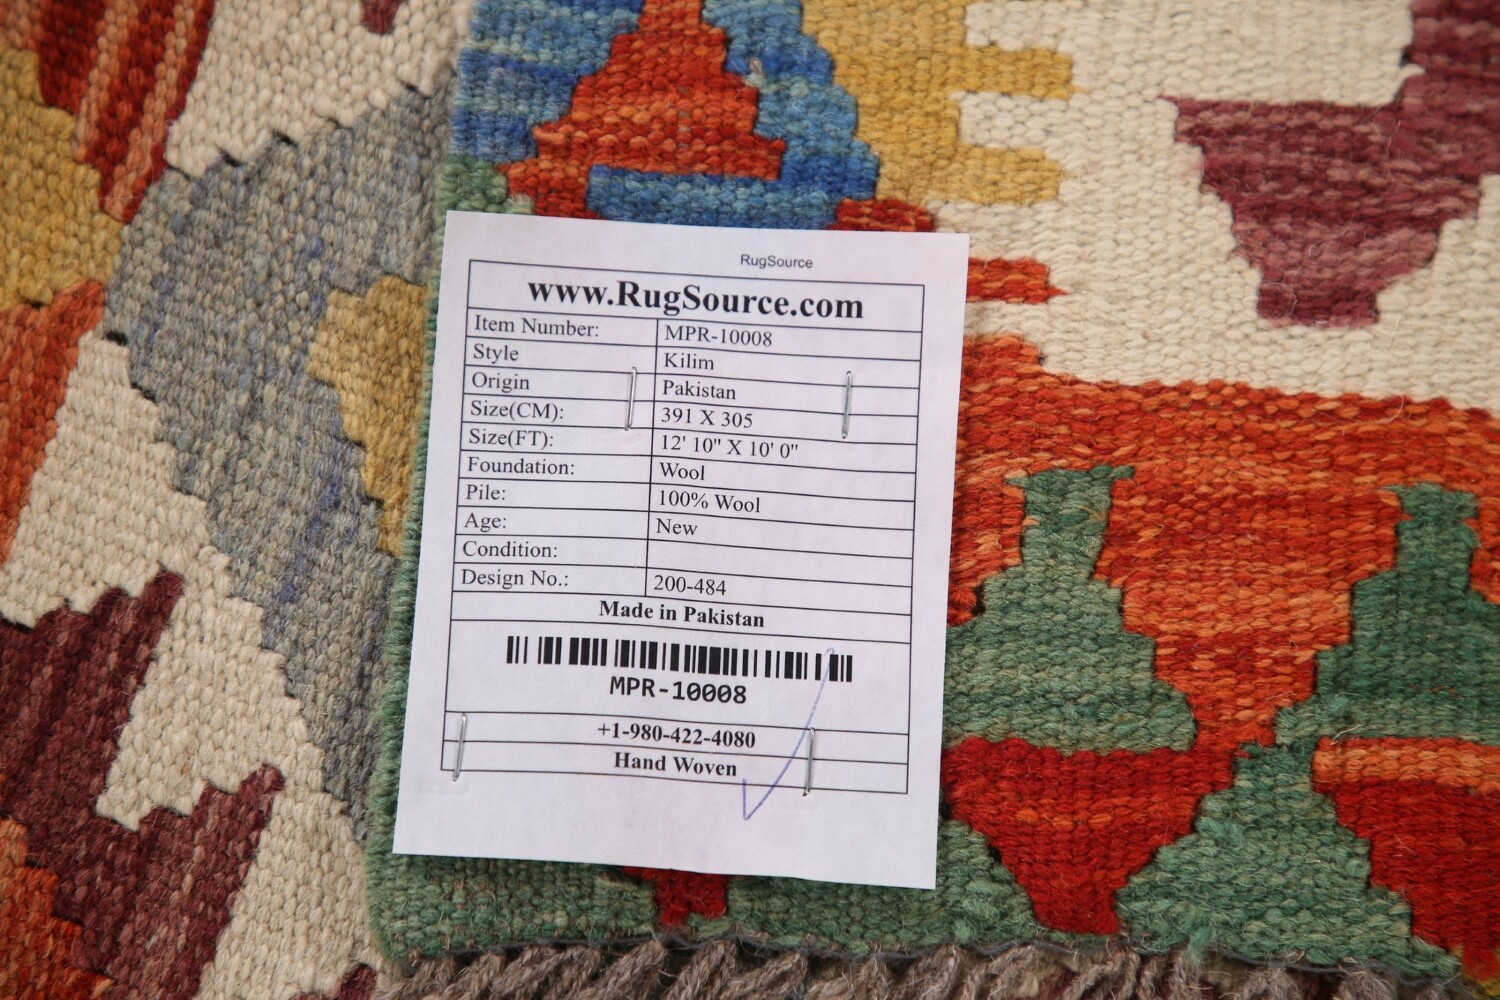 RugSource
www.RugSource.com
Item Number: MPR-10008
Style Kilim
Origin Pakistan
Size(CM): 391 X 305
Size(FT): 12' 10" X 10' 0"
Foundation: Wool
Pile: 100% Wool
Age: New
Condition:
Design No.: 200-484
Made in Pakistan
MPR-10008
+1-980-422-4080
Hand Woven